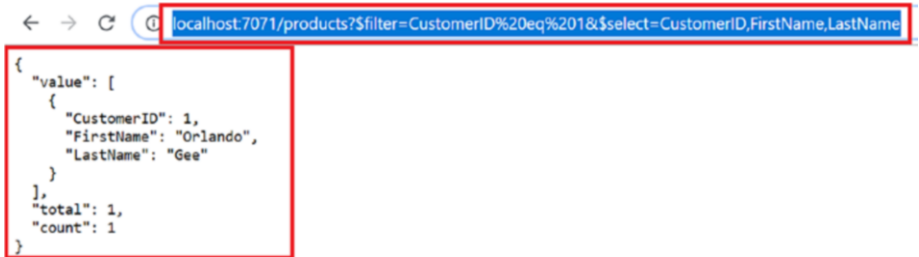 localhost:7071/products?$filter=CustomerID%20eq%201&$select=CustomerID,FirstName,LastName
{
  "value": [
    {
      "CustomerID": 1,
      "FirstName": "Orlando",
      "LastName": "Gee"
    }
  ],
  "total": 1,
  "count": 1
}